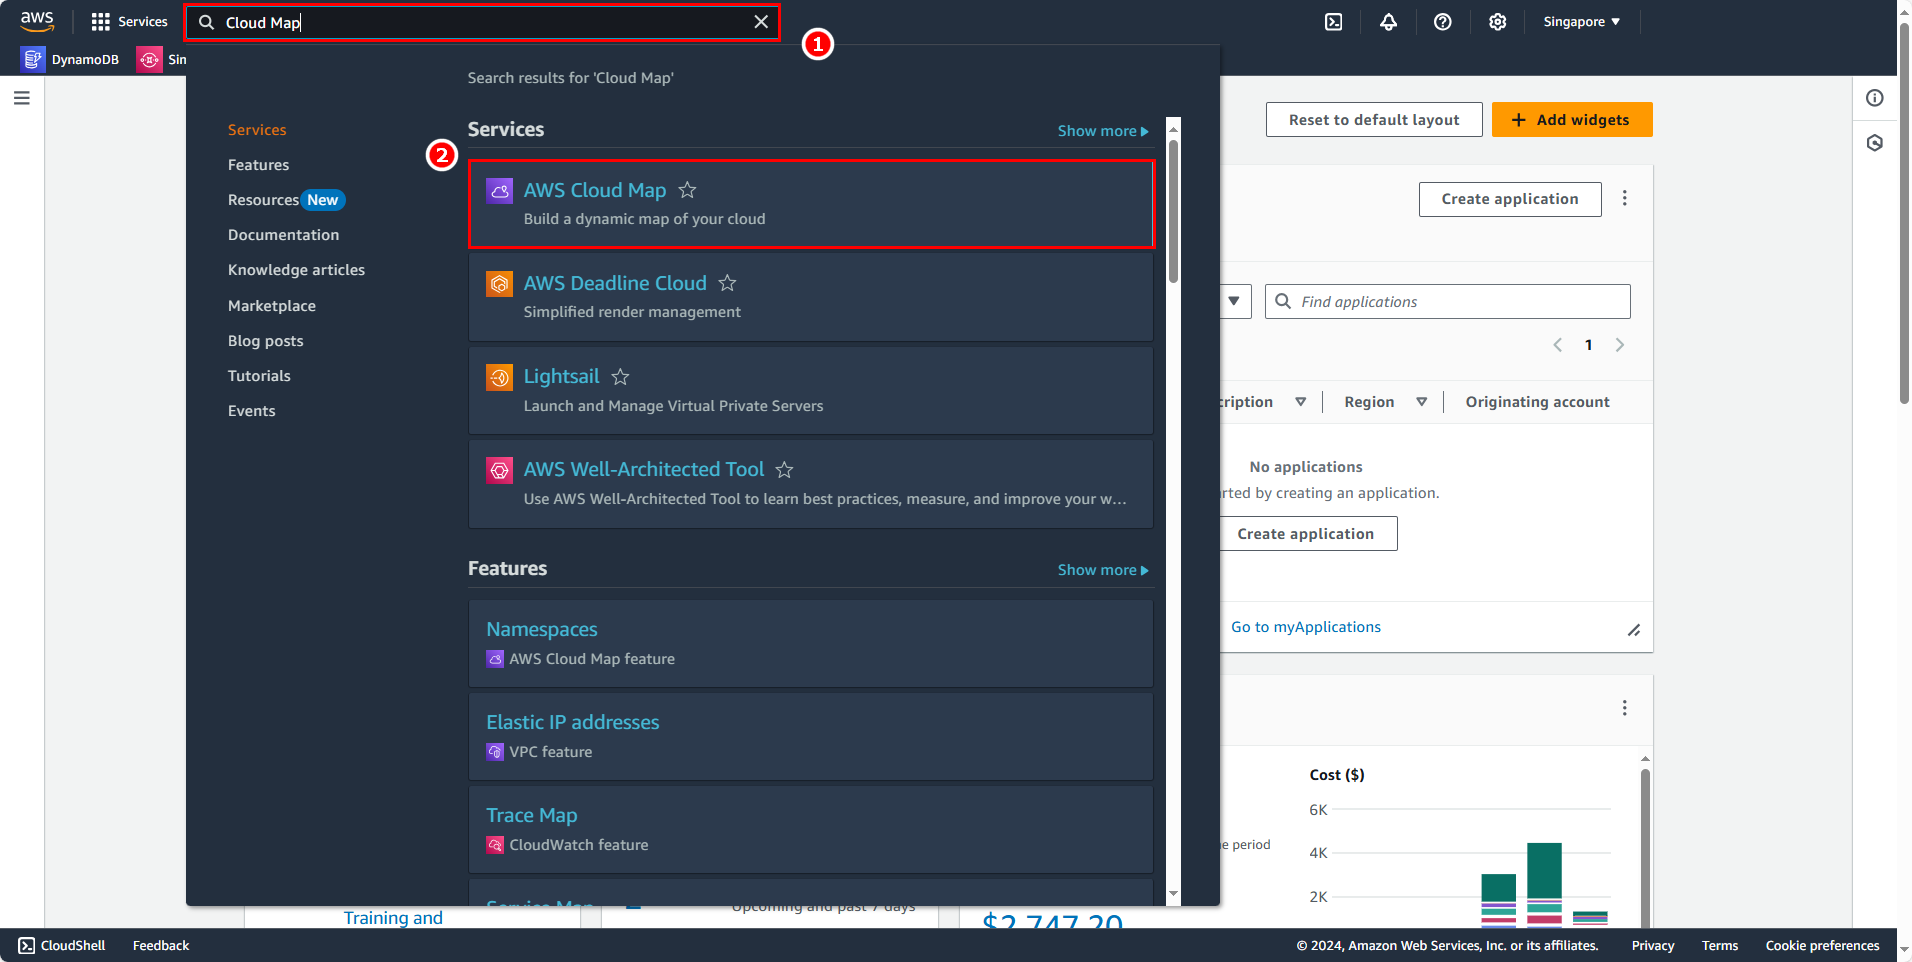 aws
Services
Cloud Map
1
Singapore
DynamoDB
Sim
Search results for 'Cloud Map'
Services
Features
Resources New
Documentation
Knowledge articles
Marketplace
Blog posts
Tutorials
Events
2
Services
Show more
AWS Cloud Map
Build a dynamic map of your cloud
AWS Deadline Cloud
Simplified render management
Lightsail
Launch and Manage Virtual Private Servers
AWS Well-Architected Tool
Use AWS Well-Architected Tool to learn best practices, measure, and improve your w...
Features
Show more
Namespaces
AWS Cloud Map feature
Elastic IP addresses
VPC feature
Trace Map
CloudWatch feature
Service Map
Reset to default layout
Add widgets
Create application
Find applications
1
cription
Region
Originating account
No applications
rted by creating an application.
Create application
Go to myApplications
Cost ($)
6K
4K
2K
period
Training and
Upcoming and past 7 days
$2,747.20
CloudShell
Feedback
© 2024, Amazon Web Services, Inc. or its affiliates.
Privacy
Terms
Cookie preferences